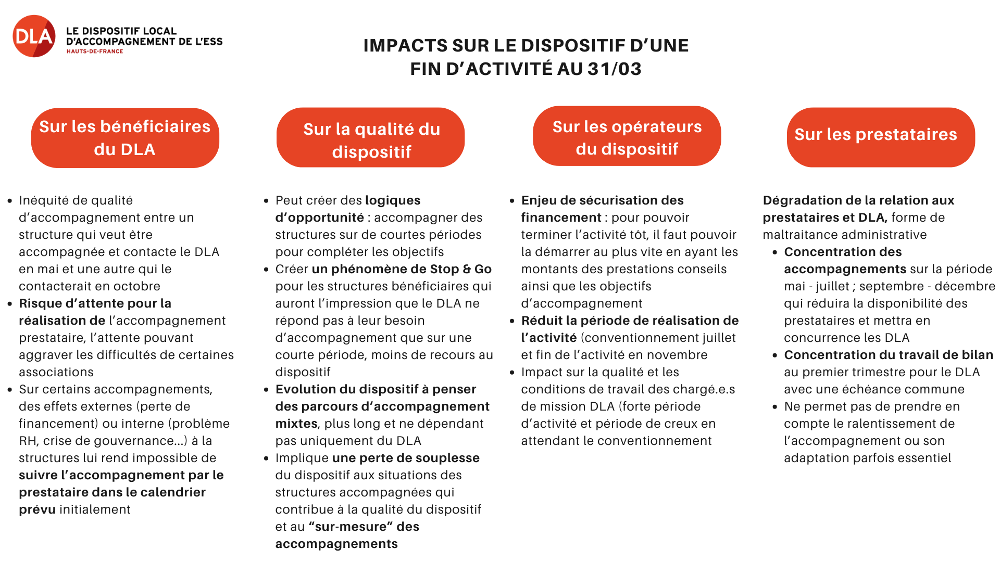 DLA
LE DISPOSITIF LOCAL
D’ACCOMPAGNEMENT DE L’ESS
HAUTS-DE-FRANCE
IMPACTS SUR LE DISPOSITIF D’UNE
FIN D’ACTIVITÉ AU 31/03
Sur les bénéficiaires
du DLA
• Inéquité de qualité
d’accompagnement entre un
structure qui veut être
accompagnée et contacte le DLA
en mai et une autre qui le
contacterait en octobre
• Risque d’attente pour la
réalisation de l’accompagnement
prestataire, l’attente pouvant
aggraver les difficultés de certaines
associations
• Sur certains accompagnements,
des effets externes (perte de
financement) ou interne (problème
RH, crise de gouvernance...) à la
structures lui rend impossible de
suivre l’accompagnement par le
prestataire dans le calendrier
prévu initialement
Sur la qualité du
dispositif
• Peut créer des logiques
d’opportunité : accompagner des
structures sur de courtes périodes
pour compléter les objectifs
• Créer un phénomène de Stop & Go
pour les structures bénéficiaires qui
auront l’impression que le DLA ne
répond pas à leur besoin
d’accompagnement que sur une
courte période, moins de recours au
dispositif
• Evolution du dispositif à penser
des parcours d’accompagnement
mixtes, plus long et ne dépendant
pas uniquement du DLA
• Implique une perte de souplesse
du dispositif aux situations des
structures accompagnées qui
contribue à la qualité du dispositif
et au “sur-mesure” des
accompagnements
Sur les opérateurs
du dispositif
• Enjeu de sécurisation des
financement : pour pouvoir
terminer l’activité tôt, il faut pouvoir
la démarrer au plus vite en ayant les
montants des prestations conseils
ainsi que les objectifs
d’accompagnement
• Réduit la période de réalisation de
l’activité (conventionnement juillet
et fin de l’activité en novembre
• Impact sur la qualité et les
conditions de travail des chargé.e.s
de mission DLA (forte période
d’activité et période de creux en
attendant le conventionnement
Sur les prestataires
Dégradation de la relation aux
prestataires et DLA, forme de
maltraitance administrative
• Concentration des
accompagnements sur la période
mai - juillet ; septembre - décembre
qui réduira la disponibilité des
prestataires et mettra en
concurrence les DLA
• Concentration du travail de bilan
au premier trimestre pour le DLA
avec une échéance commune
• Ne permet pas de prendre en
compte le ralentissement de
l’accompagnement ou son
adaptation parfois essentiel